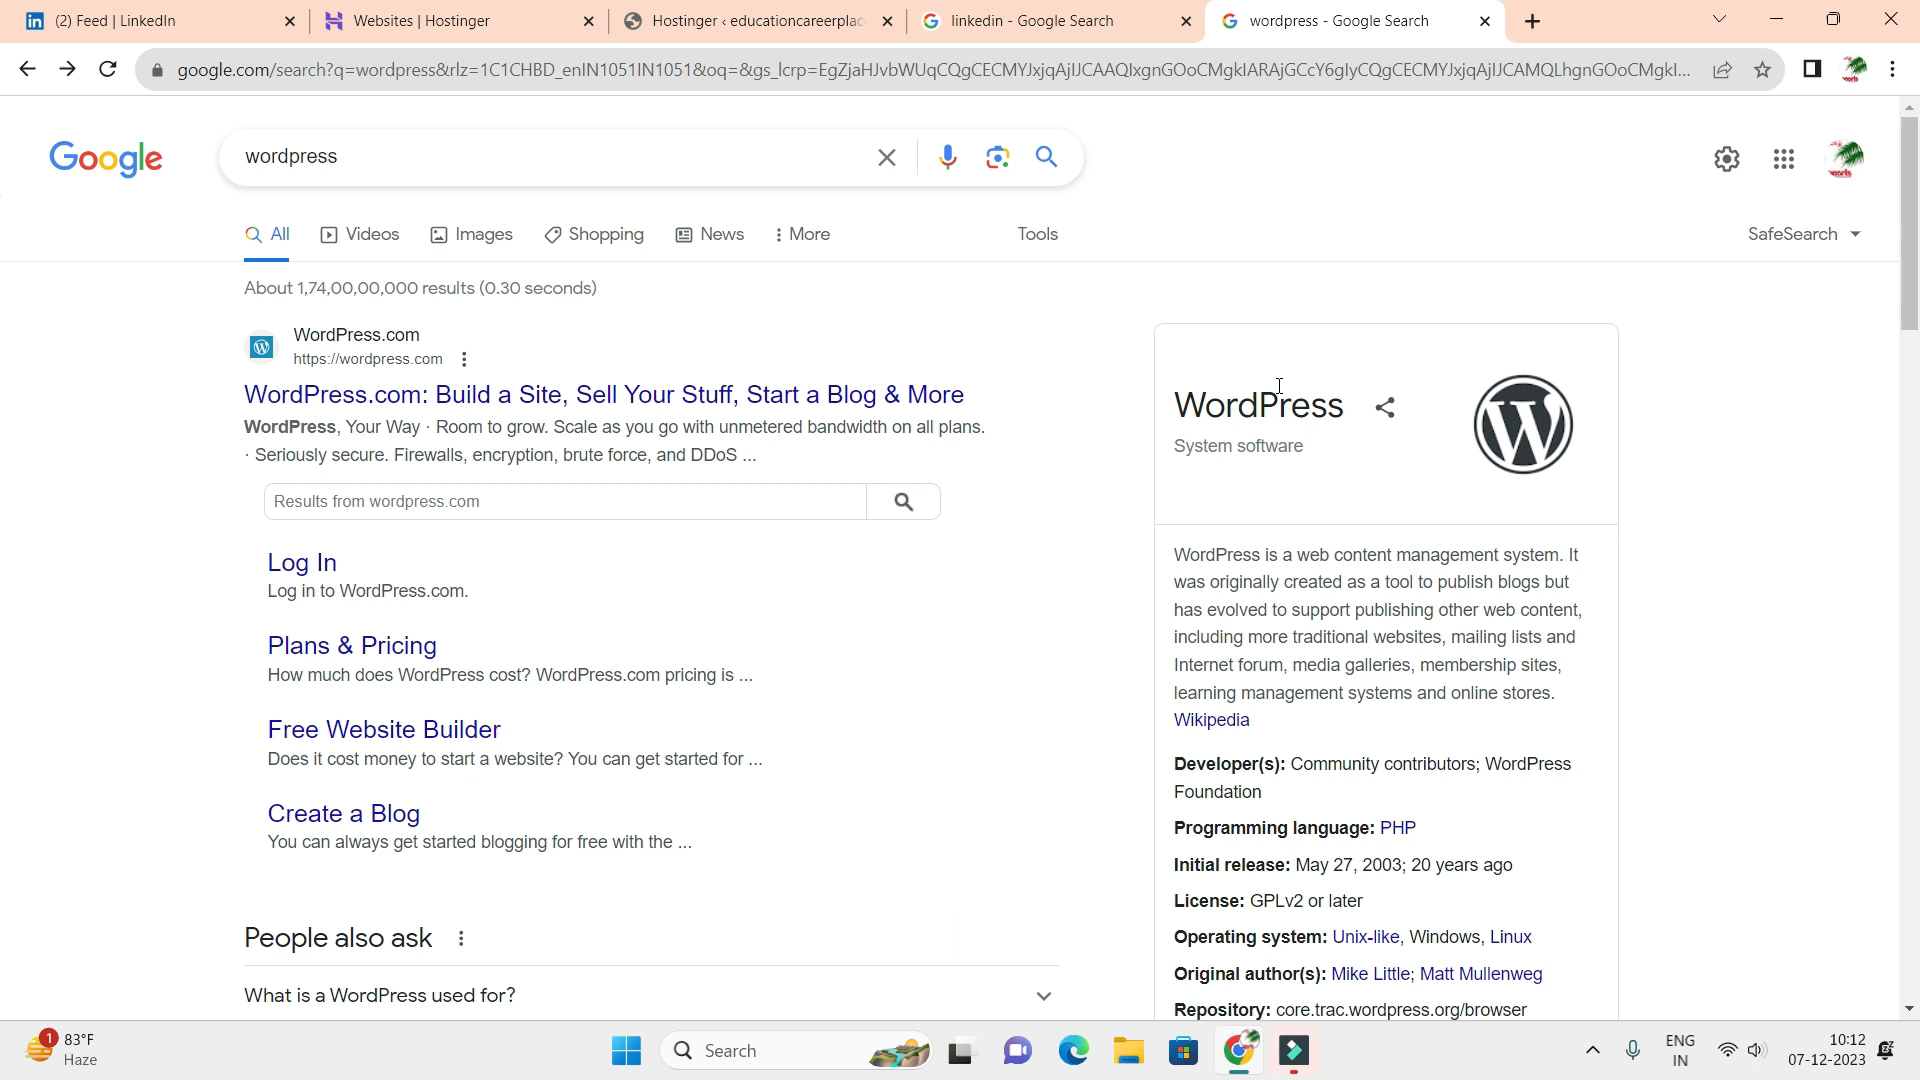 (2) Feed | LinkedIn
Websites | Hostinger
Hostinger ‹ educationcareerplac
linkedin - Google Search
wordpress - Google Search
google.com/search?q=wordpress&rlz=1C1CHBD_enIN1051IN1051&oq=&gs_lcrp=
Google
wordpress
All
Videos
Images
Shopping
News
More
Tools
SafeSearch
About 1,74,00,00,000 results (0.30 seconds)
WordPress.com
https://wordpress.com
WordPress.com: Build a Site, Sell Your Stuff, Start a Blog & More
WordPress, Your Way · Room to grow. Scale as you go with unmetered bandwidth on all plans.
· Seriously secure. Firewalls, encryption, brute force, and DDoS ...
Results from wordpress.com
Log In
Log in to WordPress.com.
Plans & Pricing
How much does WordPress cost? WordPress.com pricing is ...
Free Website Builder
Does it cost money to start a website? You can get started for ...
Create a Blog
You can always get started blogging for free with the ...
People also ask
What is a WordPress used for?
WordPress
System software
WordPress is a web content management system. It
was originally created as a tool to publish blogs but
has evolved to support publishing other web content,
including more traditional websites, mailing lists and
Internet forum, media galleries, membership sites,
learning management systems and online stores.
Wikipedia
Developer(s): Community contributors; WordPress
Foundation
Programming language: PHP
Initial release: May 27, 2003; 20 years ago
License: GPLv2 or later
Operating system: Unix-like, Windows, Linux
Original author(s): Mike Little; Matt Mullenweg
Repository: core.trac.wordpress.org/browser
1
83°F
Haze
Search
ENG
IN
10:12
07-12-2023